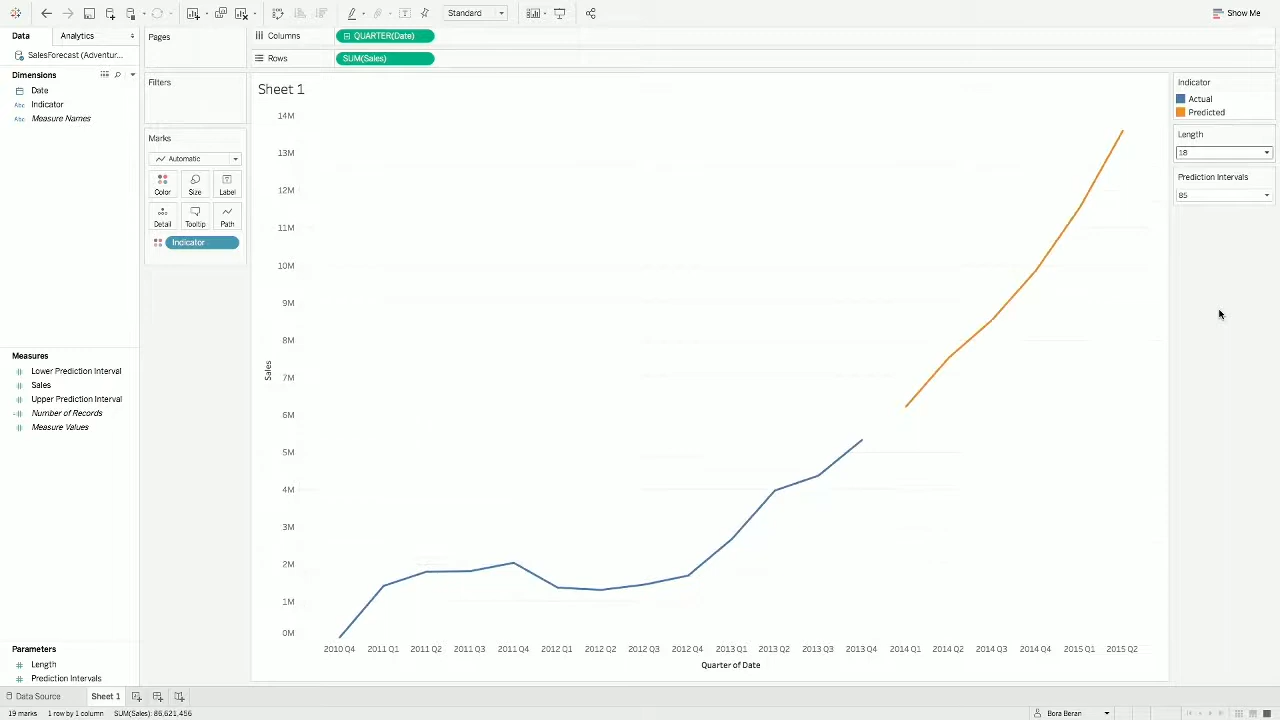 Standard
Show Me
Data
Analytics
Pages
Columns
QUARTER(Date)
SalesForecast (Adventur...
Rows
SUM(Sales)
Dimensions
Date
Abc Indicator
Abc Measure Names
Filters
Marks
Automatic
Color
Size
Label
Detail
Tooltip
Path
Indicator
Measures
Lower Prediction Interval
Sales
Upper Prediction Interval
Number of Records
Measure Values
Parameters
Length
Prediction Intervals
Sheet 1
14M
13M
12M
11M
10M
9M
8M
7M
6M
5M
4M
3M
2M
1M
0M
Sales
2010 Q4 2011 Q1 2011 Q2 2011 Q3 2011 Q4 2012 Q1 2012 Q2 2012 Q3 2012 Q4 2013 Q1 2013 Q2 2013 Q3 2013 Q4 2014 Q1 2014 Q2 2014 Q3 2014 Q4 2015 Q1 2015 Q2
Quarter of Date
Indicator
Actual
Predicted
Length
18
Prediction Intervals
85
Data Source
Sheet 1
19 marks
1 row by 1 column
SUM(Sales): 86,621,456
Bora Beran